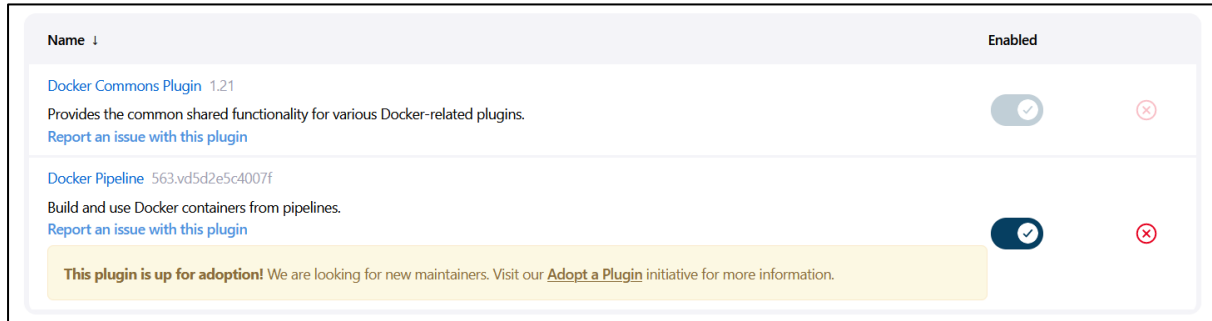 Name ↓ Enabled
Docker Commons Plugin 1.21
Provides the common shared functionality for various Docker-related plugins.
Report an issue with this plugin
Docker Pipeline 563.vd5d2e5c4007f
Build and use Docker containers from pipelines.
Report an issue with this plugin
This plugin is up for adoption! We are looking for new maintainers. Visit our Adopt a Plugin initiative for more information.